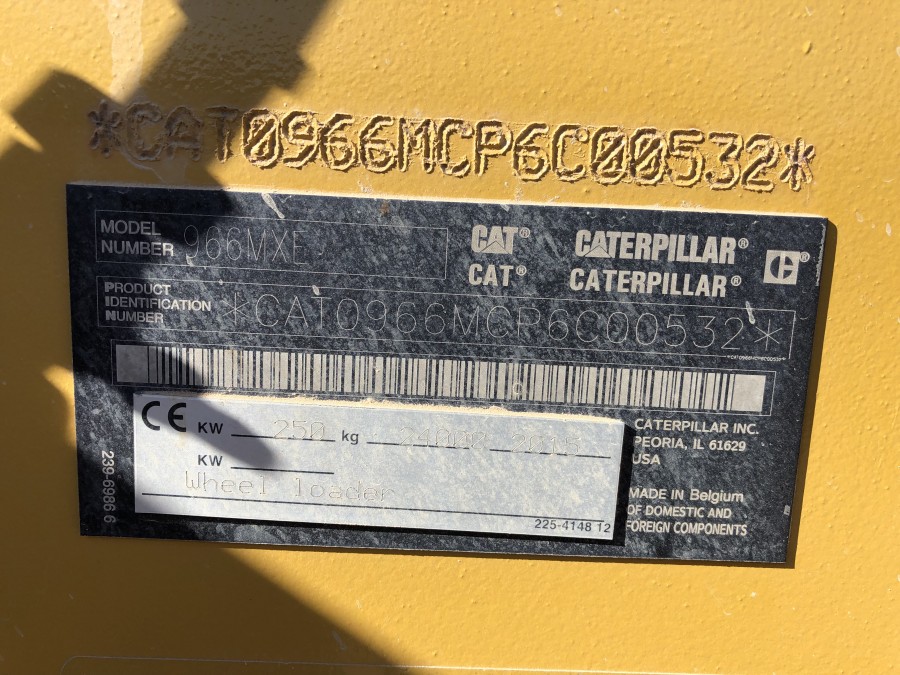 *CAT0966MCP6C00532*
MODEL NUMBER 966MXE
CAT® CATERPILLAR®
CAT® CATERPILLAR®
PRODUCT IDENTIFICATION NUMBER *CAT0966MCP6C00532*
*CAT0966MCP6C00532*
CE KW 250 kg
KW
Wheel loader
225-4148 12
239-6986 6
CATERPILLAR INC.
PEORIA, IL 61629
USA
MADE IN Belgium
OF DOMESTIC AND
FOREIGN COMPONENTS